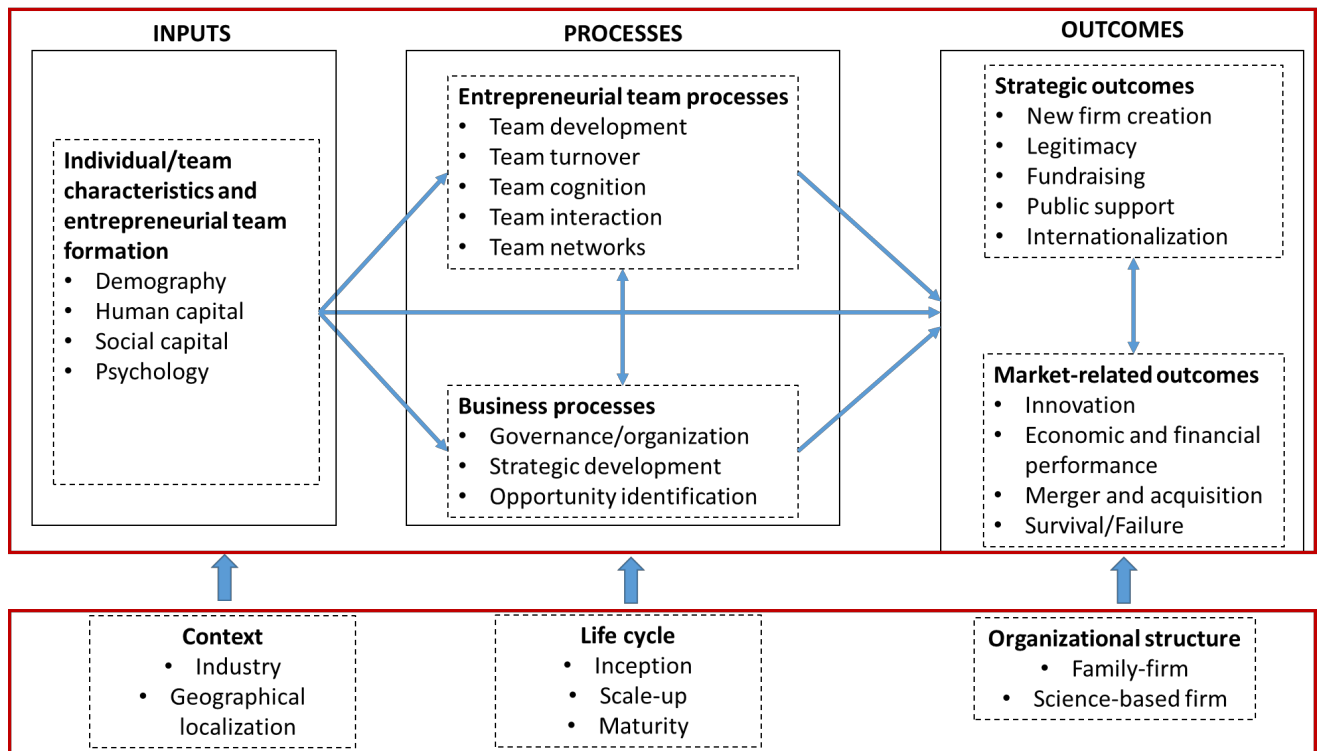 INPUTS
Individual/team
characteristics and
entrepreneurial team
formation
• Demography
• Human capital
• Social capital
• Psychology
PROCESSES
Entrepreneurial team processes
• Team development
• Team turnover
• Team cognition
• Team interaction
• Team networks
Business processes
• Governance/organization
• Strategic development
• Opportunity identification
OUTCOMES
Strategic outcomes
• New firm creation
• Legitimacy
• Fundraising
• Public support
• Internationalization
Market-related outcomes
• Innovation
• Economic and financial
performance
• Merger and acquisition
• Survival/Failure
Context
• Industry
• Geographical
localization
Life cycle
• Inception
• Scale-up
• Maturity
Organizational structure
• Family-firm
• Science-based firm